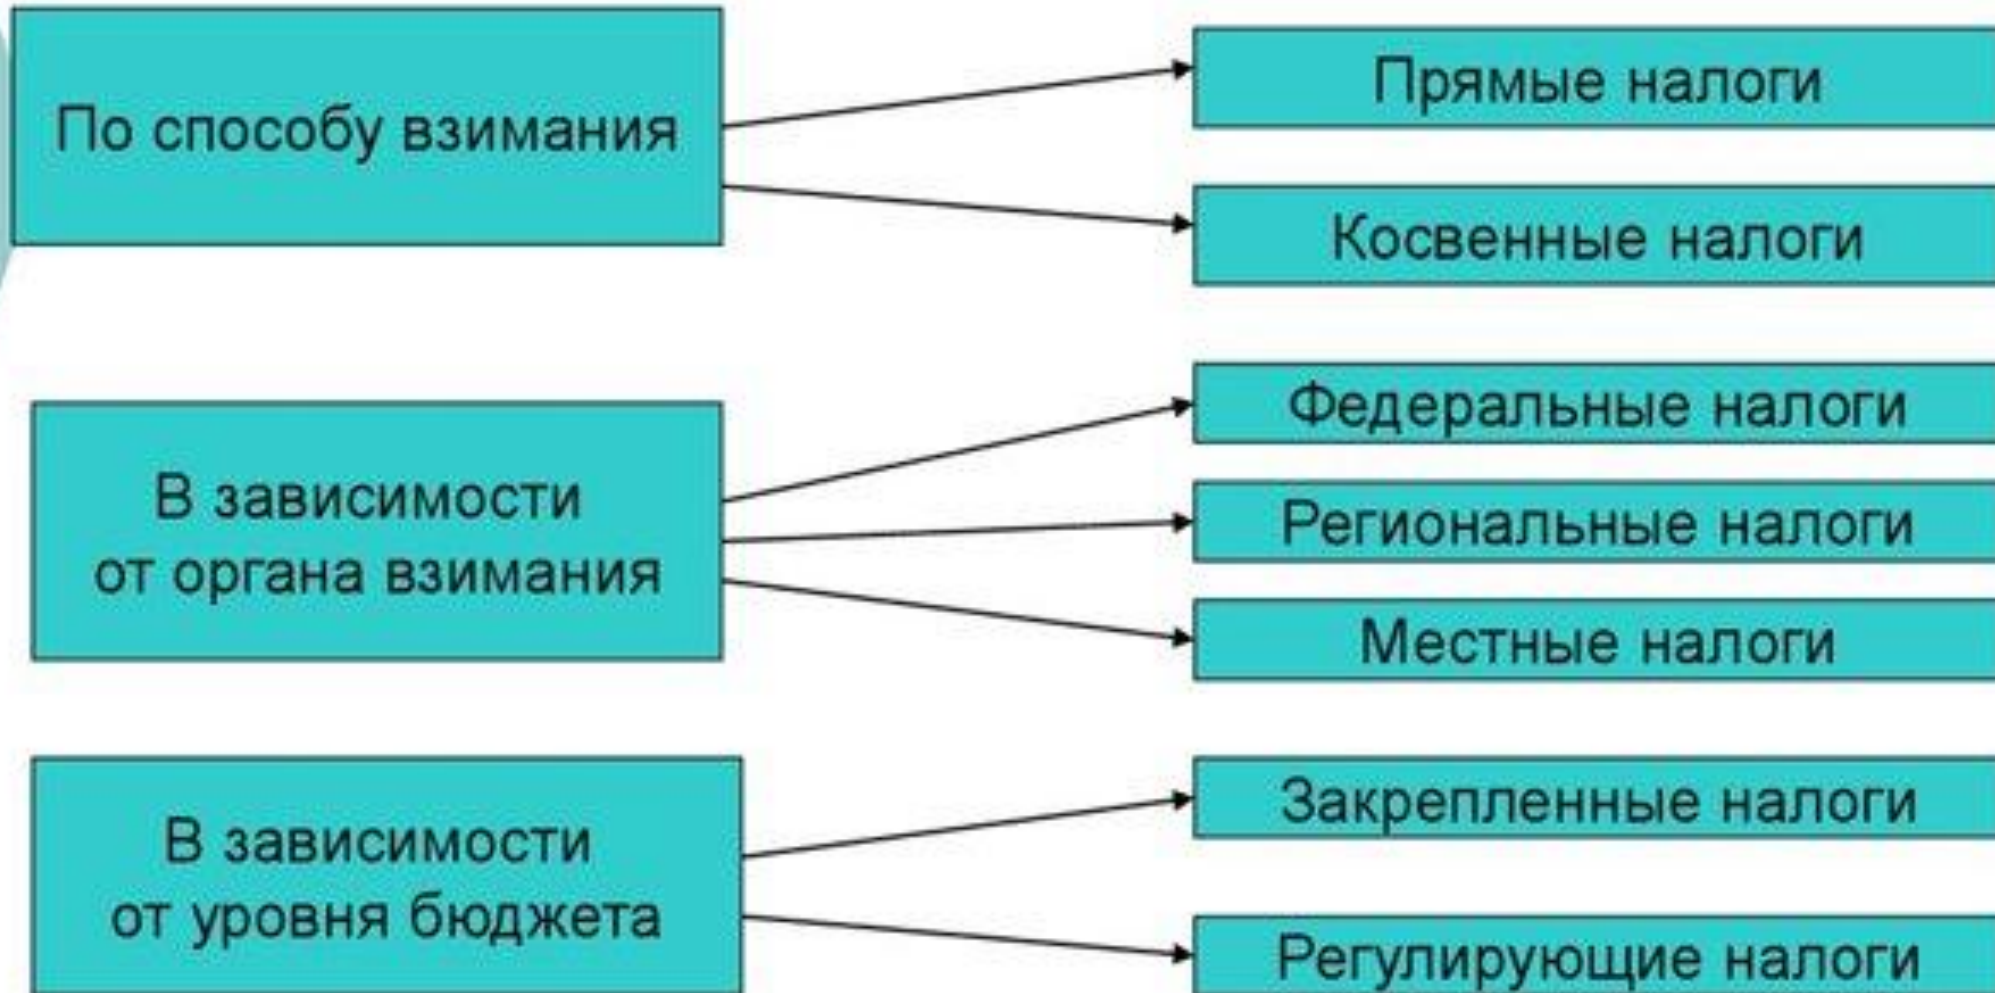 По способу взимания
Прямые налоги
Косвенные налоги
В зависимости
от органа взимания
Федеральные налоги
Региональные налоги
Местные налоги
В зависимости
от уровня бюджета
Закрепленные налоги
Регулирующие налоги